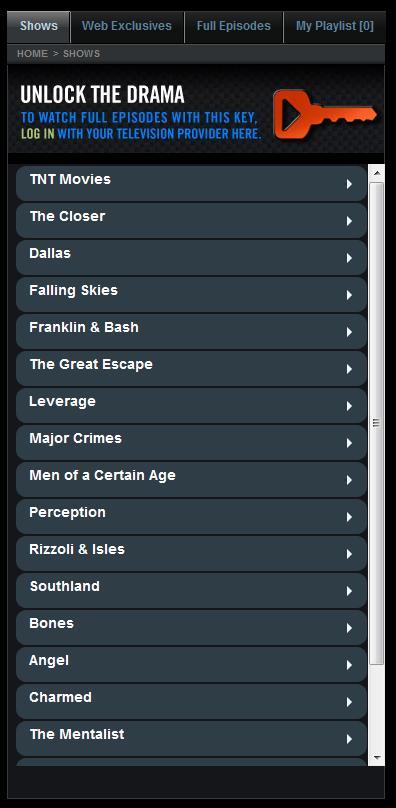 Shows Web Exclusives Full Episodes My Playlist [0]
HOME > SHOWS
UNLOCK THE DRAMA
TO WATCH FULL EPISODES WITH THIS KEY,
LOG IN WITH YOUR TELEVISION PROVIDER HERE.
TNT Movies
The Closer
Dallas
Falling Skies
Franklin & Bash
The Great Escape
Leverage
Major Crimes
Men of a Certain Age
Perception
Rizzoli & Isles
Southland
Bones
Angel
Charmed
The Mentalist